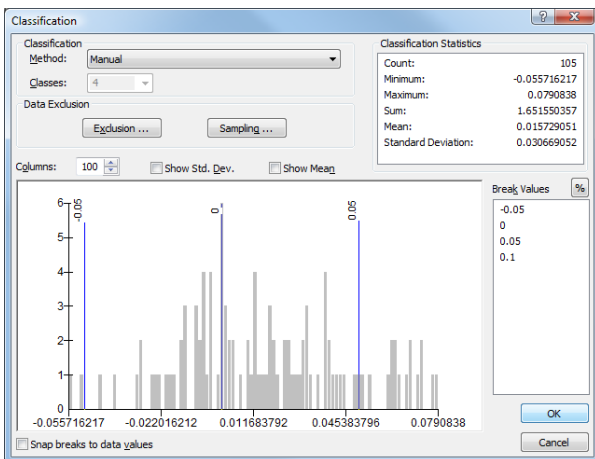 Classification
Classification
Method: Manual
Classes: 4
Data Exclusion
Exclusion ...
Sampling ...
Classification Statistics
Count: 105
Minimum: -0.055716217
Maximum: 0.0790838
Sum: 1.651550357
Mean: 0.015729051
Standard Deviation: 0.030669052
Columns: 100
Show Std. Dev.
Show Mean
Break Values %
-0.05
0
0.05
0.1
-0.05
0
0.05
6
5
4
3
2
1
0
-0.055716217 -0.022016212 0.011683792 0.045383796 0.0790838
Snap breaks to data values
OK
Cancel